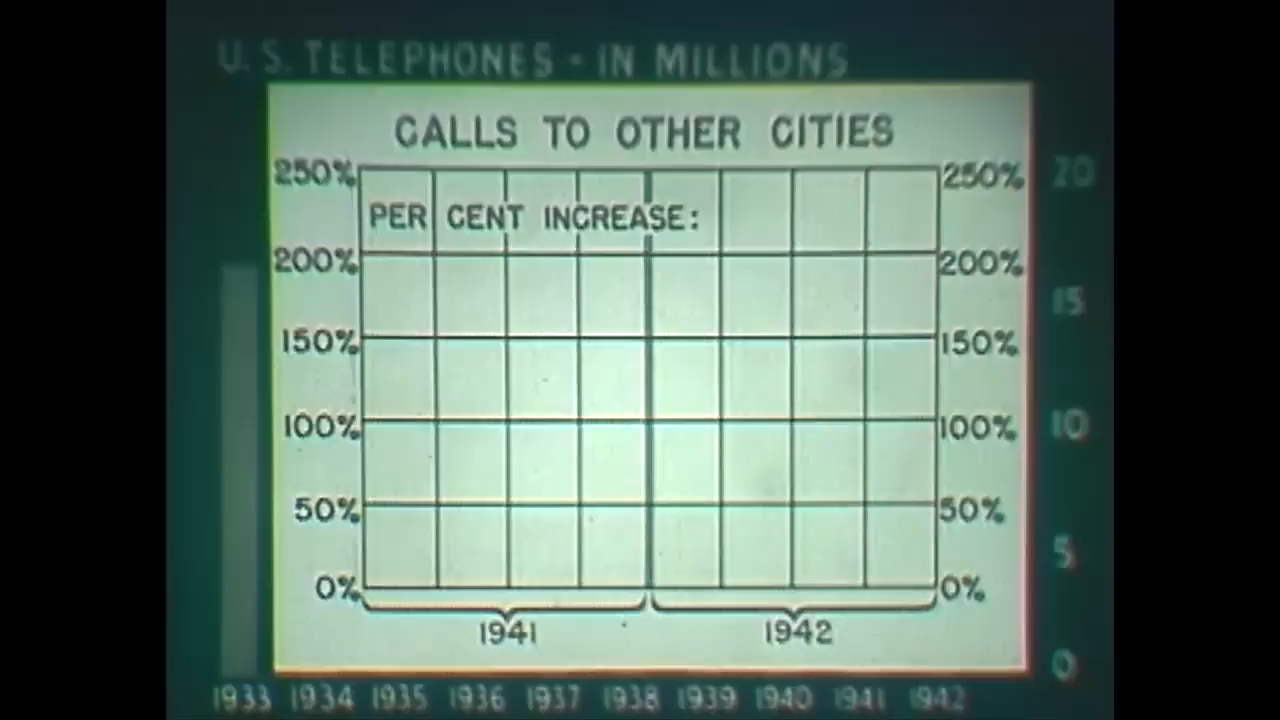 U.S. TELEPHONES - IN MILLIONS
CALLS TO OTHER CITIES
250% 250% 20
PER CENT INCREASE:
200% 200%
15
150% 150%
100% 100% 10
50% 50%
5
0% 0%
1941 1942
0
1933 1934 1935 1936 1937 1938 1939 1940 1941 1942